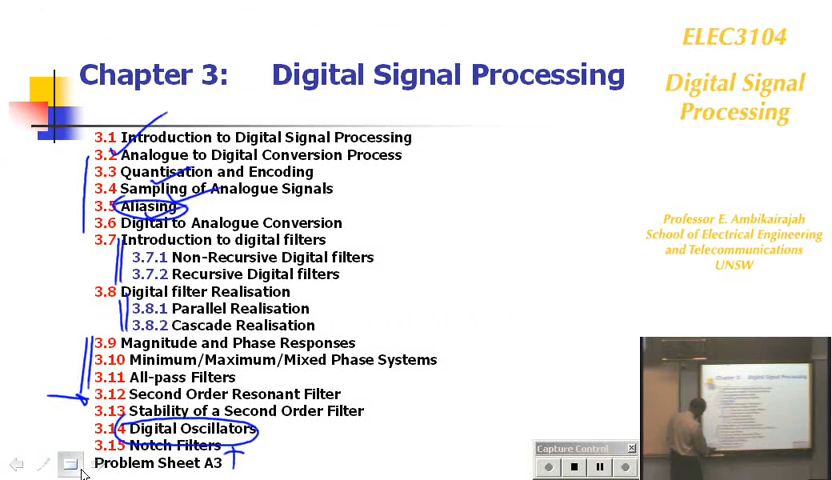 Chapter 3: Digital Signal Processing
3.1 Introduction to Digital Signal Processing
3.2 Analogue to Digital Conversion Process
3.3 Quantisation and Encoding
3.4 Sampling of Analogue Signals
3.5 Aliasing
3.6 Digital to Analogue Conversion
3.7 Introduction to digital filters
3.7.1 Non-Recursive Digital filters
3.7.2 Recursive Digital filters
3.8 Digital filter Realisation
3.8.1 Parallel Realisation
3.8.2 Cascade Realisation
3.9 Magnitude and Phase Responses
3.10 Minimum/Maximum/Mixed Phase Systems
3.11 All-pass Filters
3.12 Second Order Resonant Filter
3.13 Stability of a Second Order Filter
3.14 Digital Oscillators
3.15 Notch Filters
Problem Sheet A3
ELEC3104
Digital Signal
Processing
Professor E. Ambikairajah
School of Electrical Engineering
and Telecommunications
UNSW
Capture Control